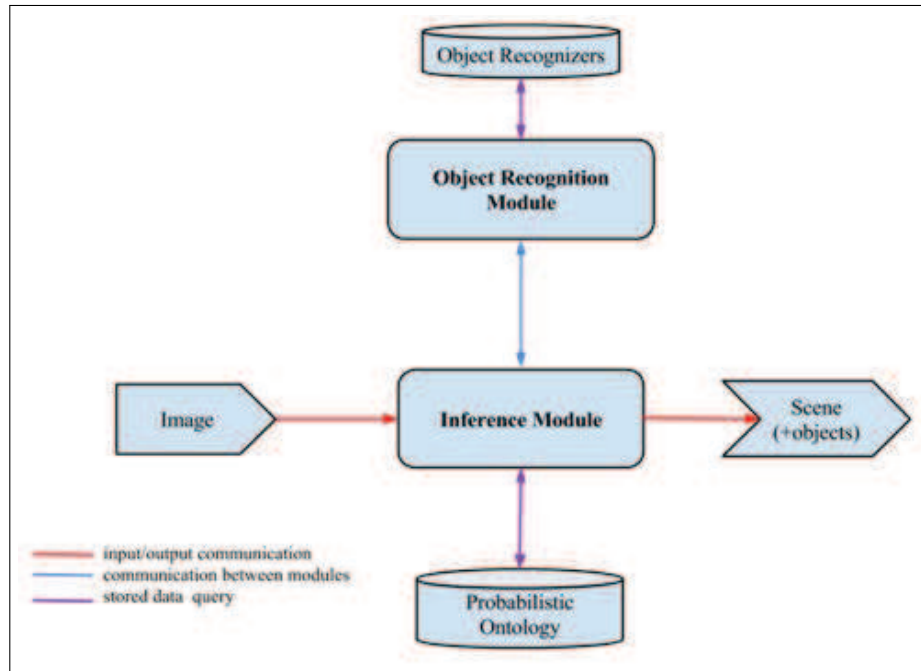 Object Recognizers
Object Recognition
Module
Image
Inference Module
Scene
(+objects)
input/output communication
communication between modules
stored data query
Probabilistic
Ontology